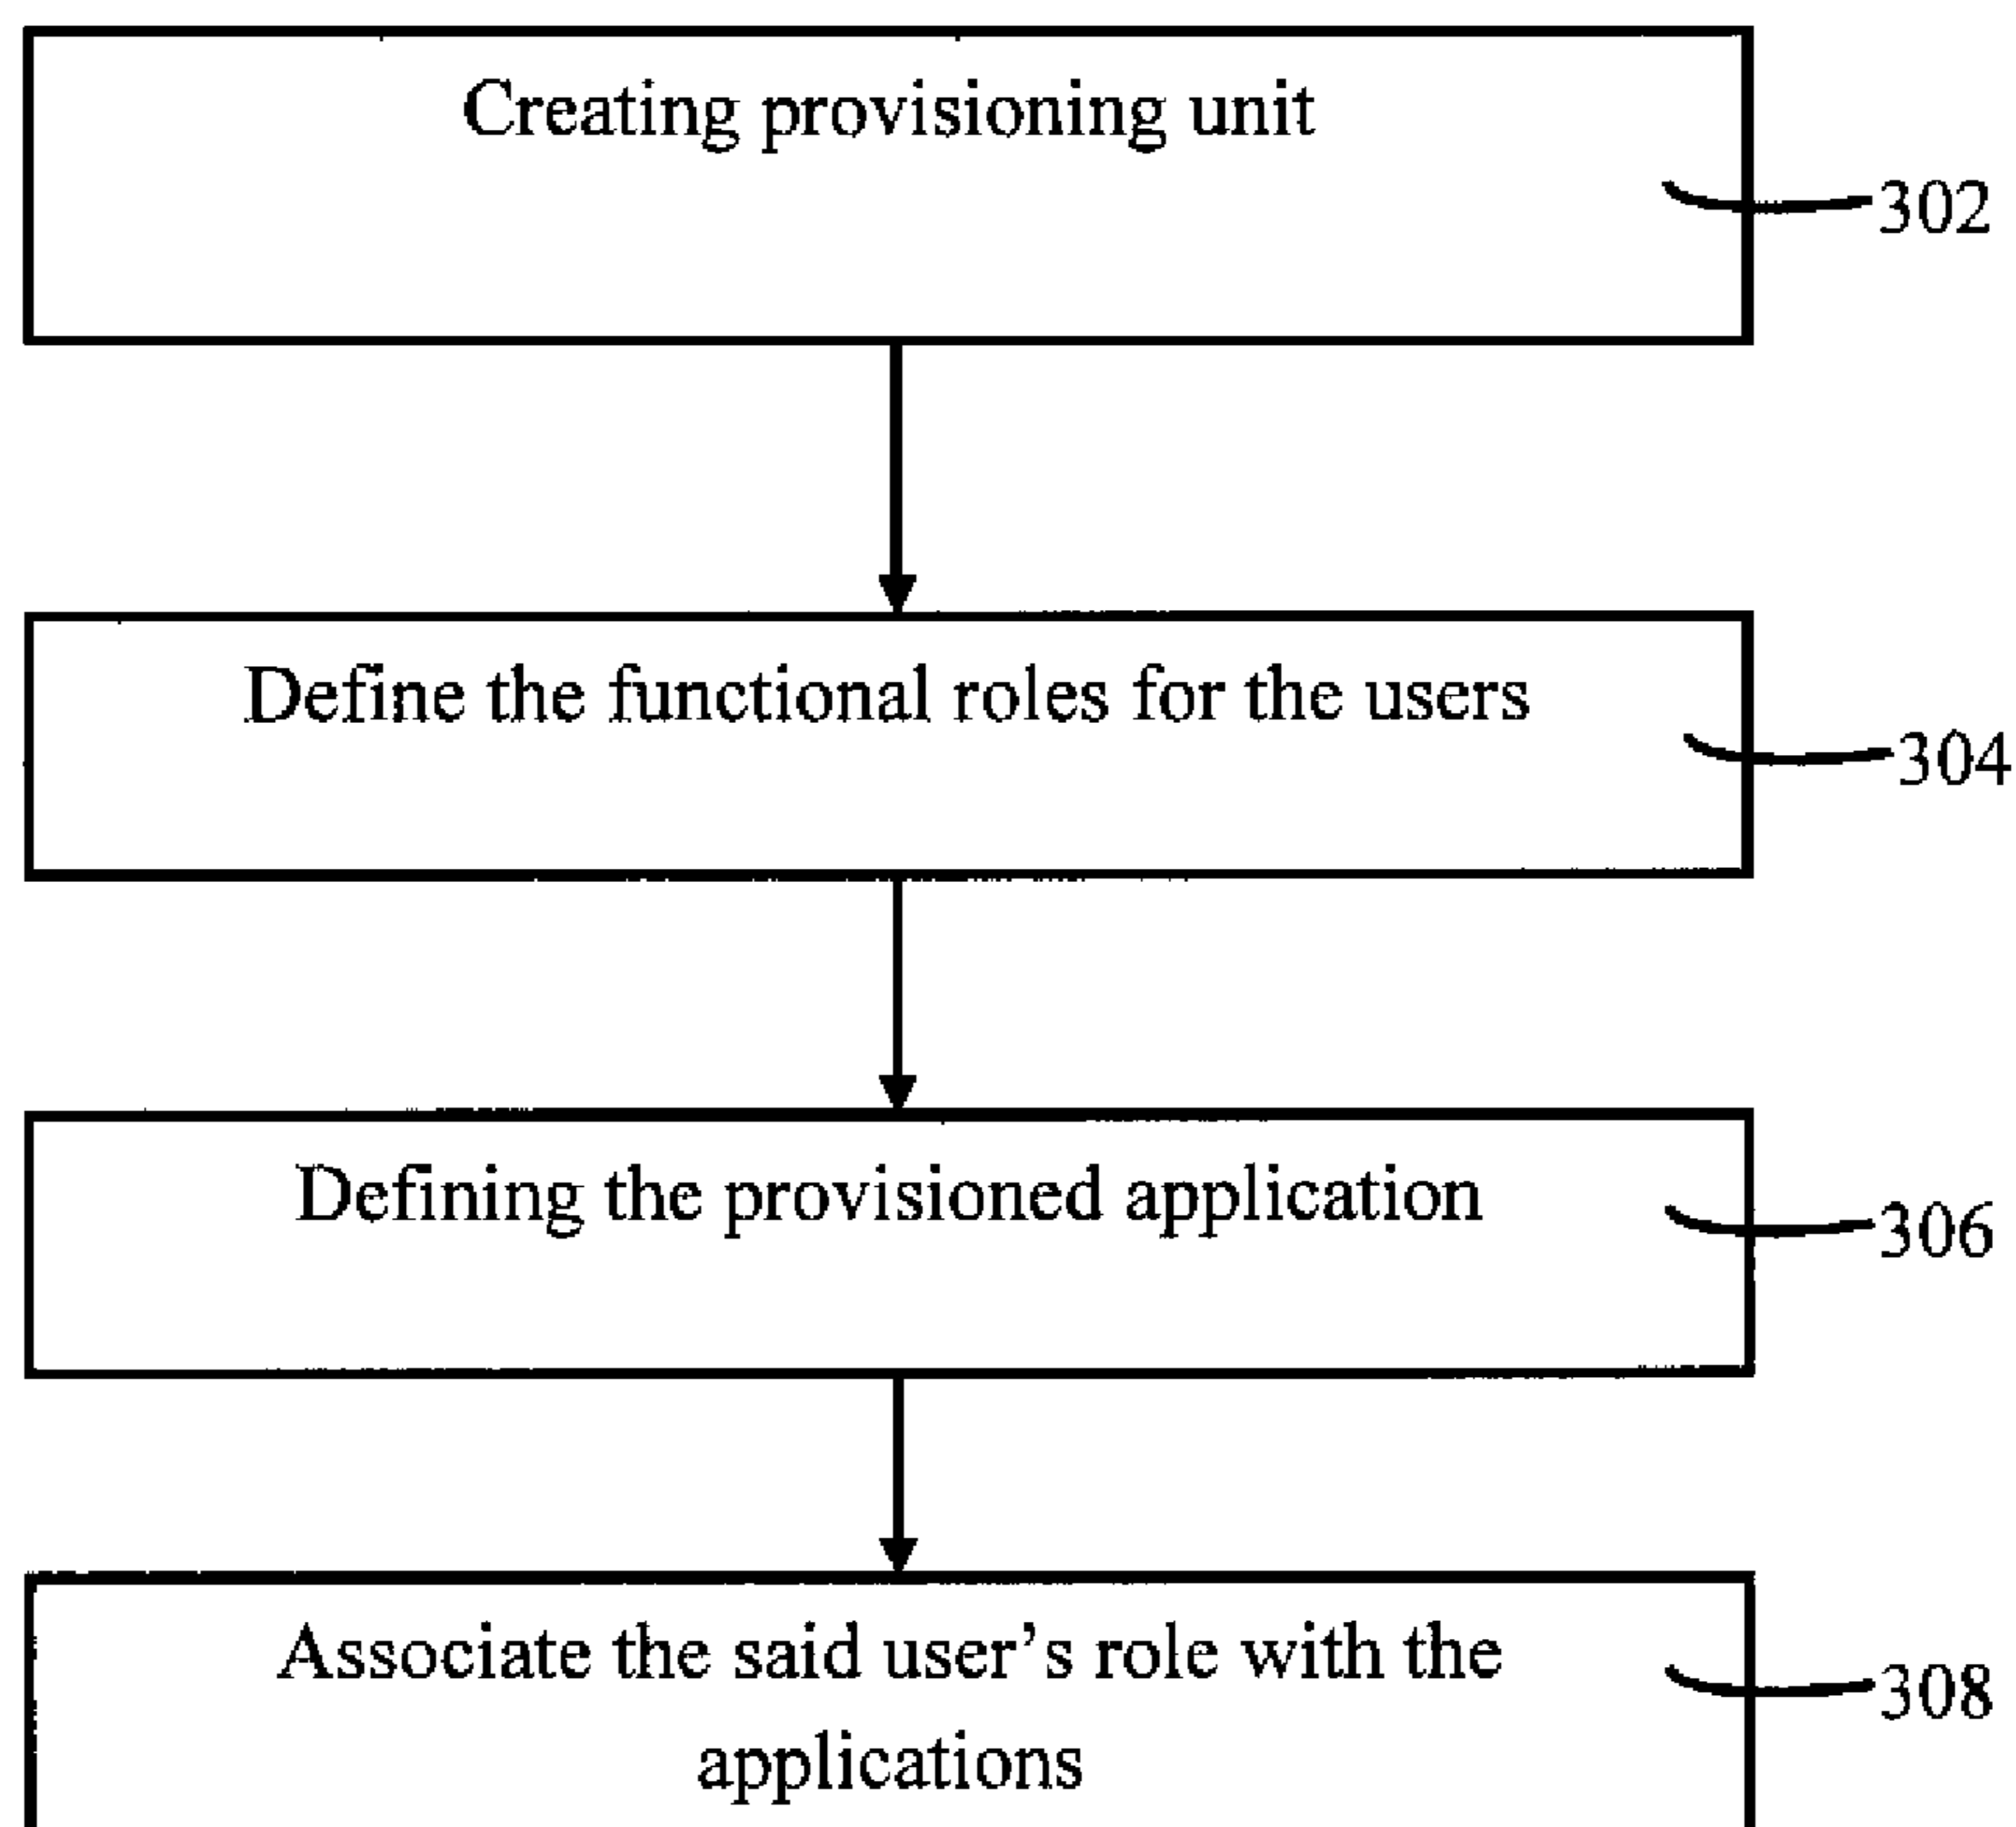 Creating provisioning unit
302
Define the functional roles for the users
304
Defining the provisioned application
306
Associate the said user’s role with the
applications
308